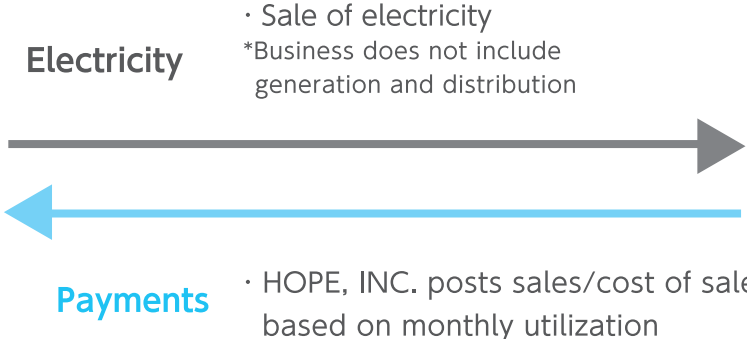 · Sale of electricity
Electricity
*Business does not include
generation and distribution
· HOPE, INC. posts sales/cost of sale
Payments
based on monthly utilization